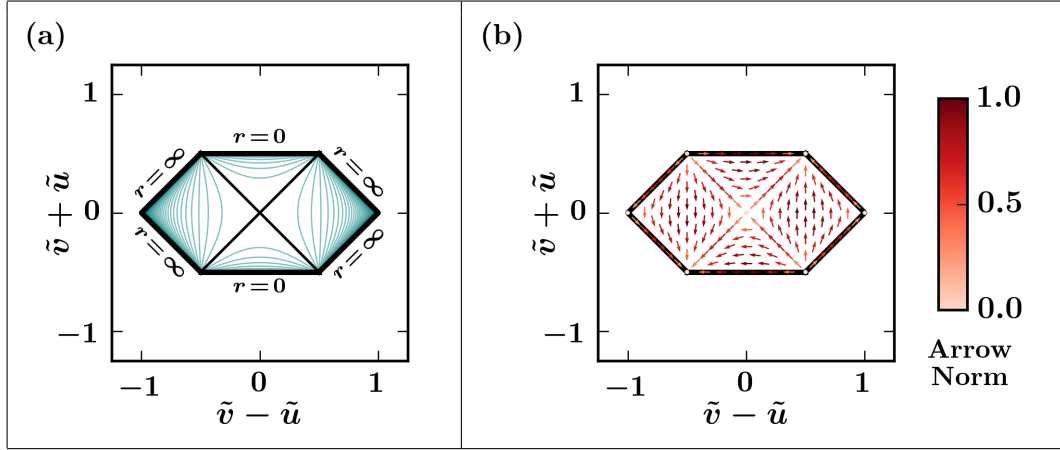 (a)
ṽ + ũ
1
0
−1
r = 0
r = ∞
r = ∞
r = ∞
r = ∞
r = 0
−1
0
1
ṽ − ũ
(b)
ṽ + ũ
1
0
−1
−1
0
1
ṽ − ũ
1.0
0.5
0.0
Arrow
Norm